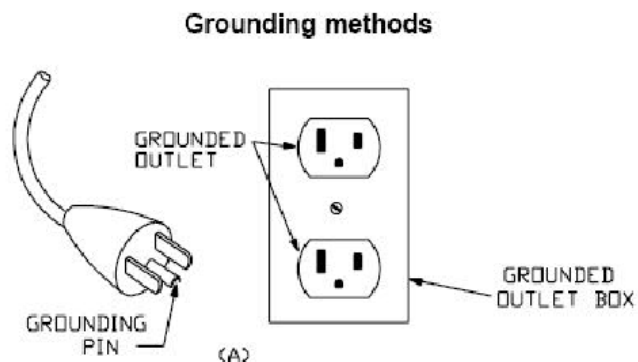 Grounding methods
GROUNDED
OUTLET
GROUNDED
OUTLET BOX
GROUNDING
PIN
(A)